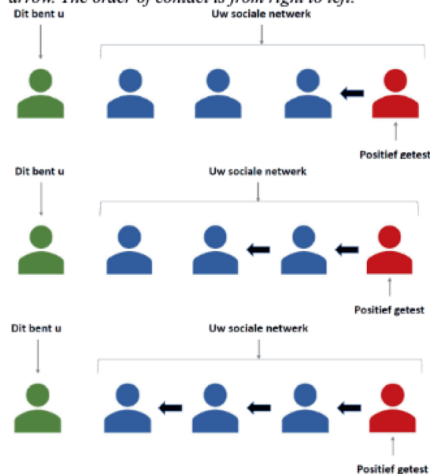 arrow. The order of contact is from right to left.
Dit bent u Uw sociale netwerk
Positief getest
Dit bent u Uw sociale netwerk
Positief getest
Dit bent u Uw sociale netwerk
Positief getest